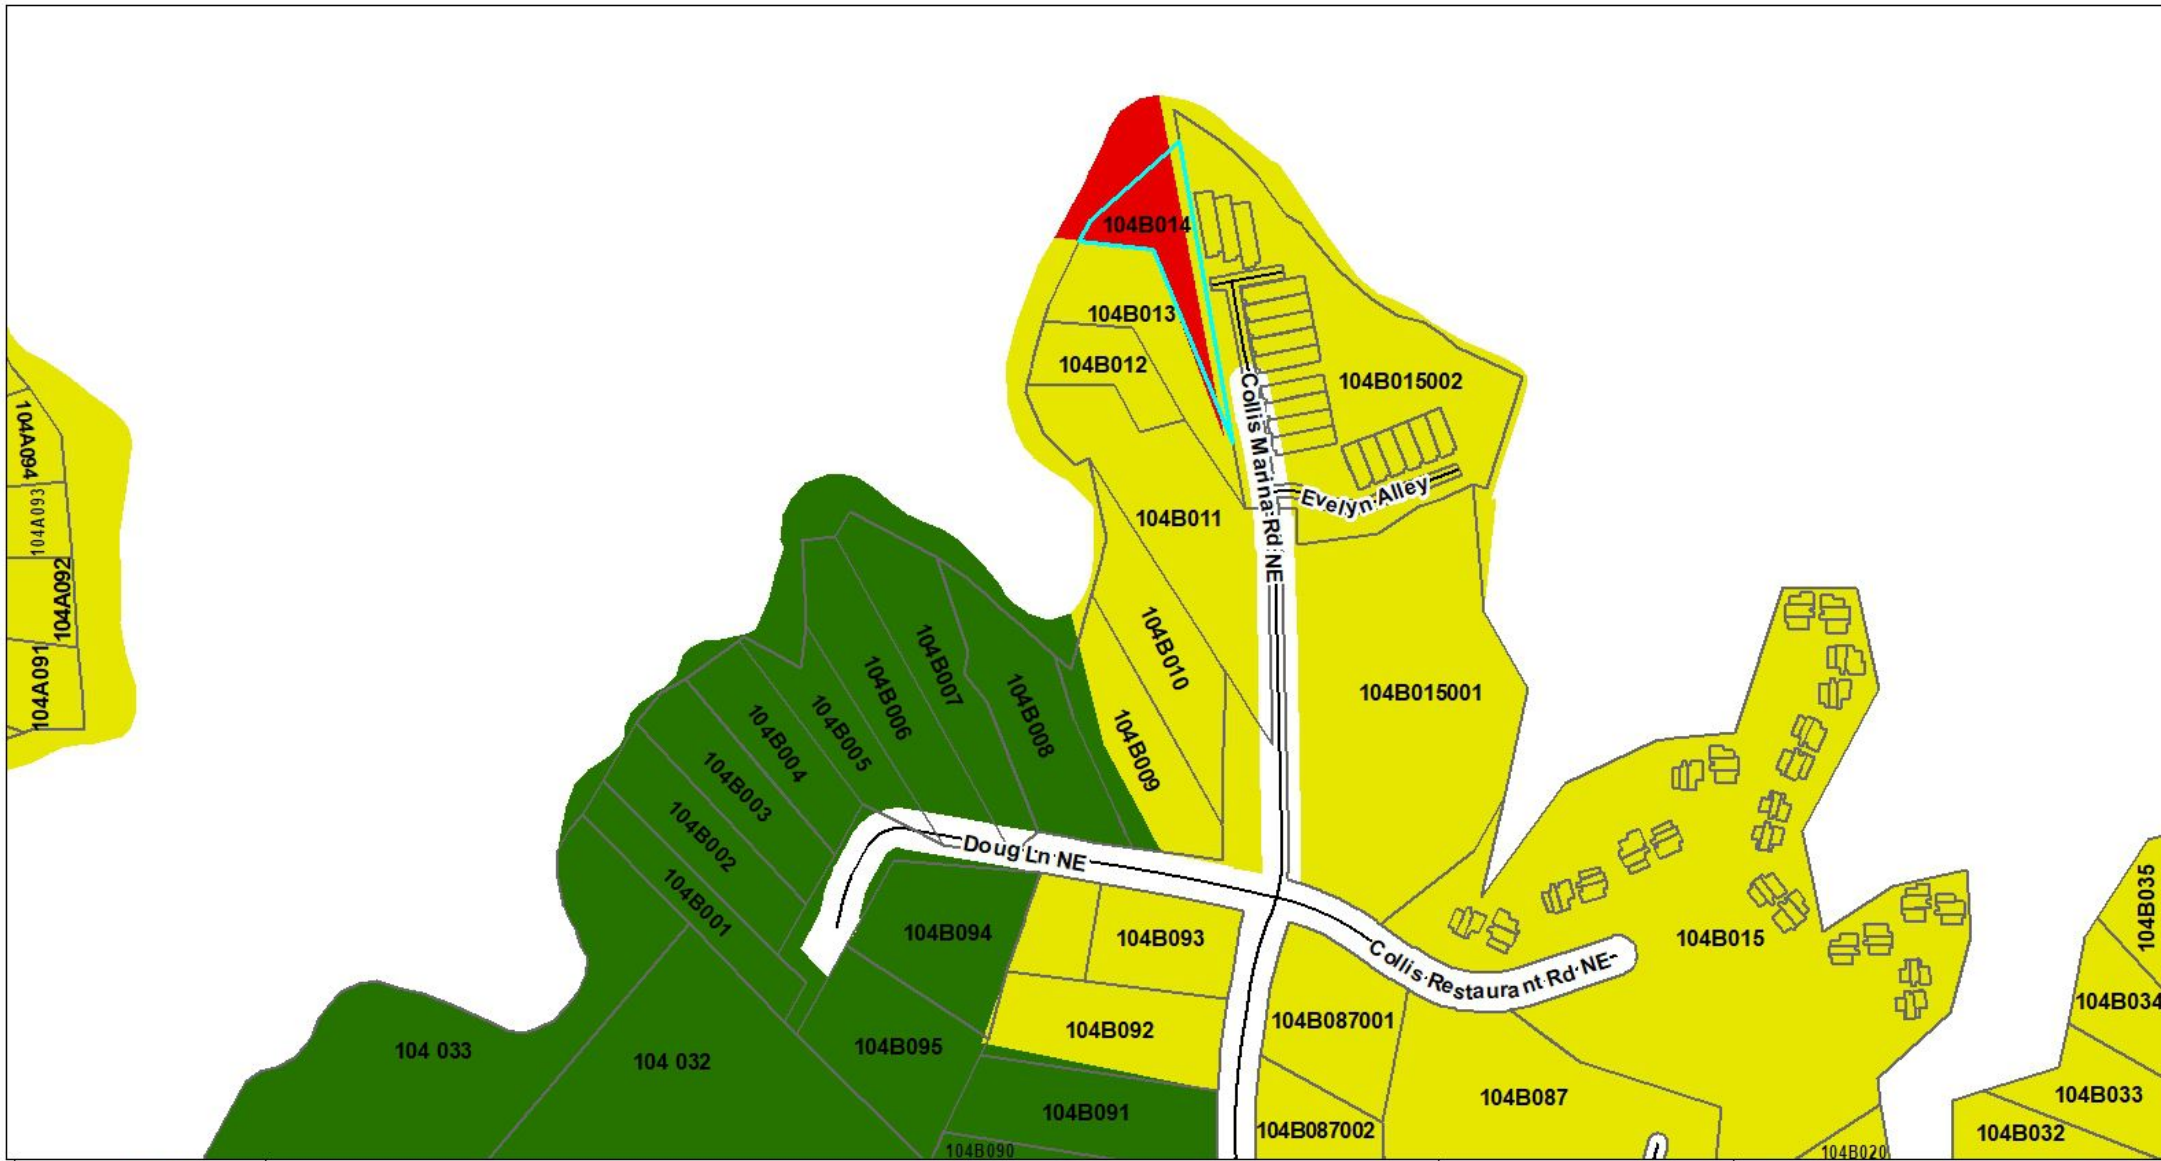 104B014
104B013
104B012
104B015002
104A094
104A093
104A092
104A091
Collis Marina Rd NE
Evelyn Alley
104B011
104B010
104B009
104B008
104B007
104B006
104B005
104B004
104B003
104B002
104B001
104B015001
Doug Ln NE
104B094
104B093
104B015
104B035
Collis Restaurant Rd NE
104B087001
104B092
104B095
104 033
104 032
104B034
104B087
104B033
104B091
104B087002
104B032
104B090
104B020